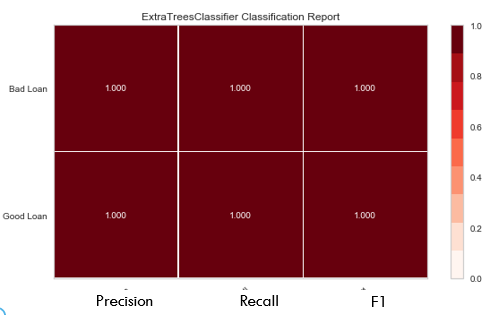 ExtraTreesClassifier Classification Report
1.0
Bad Loan 1.000 1.000 1.000
0.8
0.6
0.4
Good Loan 1.000 1.000 1.000
0.2
0.0
Precision Recall F1